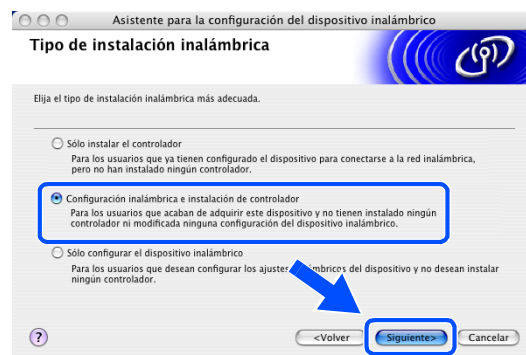 Asistente para la configuración del dispositivo inalámbrico
Tipo de instalación inalámbrica
Elija el tipo de instalación inalámbrica más adecuada.
Sólo instalar el controlador
Para los usuarios que ya tienen configurado el dispositivo para conectarse a la red inalámbrica,
pero no han instalado ningún controlador.
Configuración inalámbrica e instalación de controlador
Para los usuarios que acaban de adquirir este dispositivo y no tienen instalado ningún
controlador ni modificada ninguna configuración del dispositivo inalámbrico.
Sólo configurar el dispositivo inalámbrico
Para los usuarios que desean configurar los ajustes del dispositivo y no desean instalar
ningún controlador.
?
<Volver
Siguiente>
Cancelar